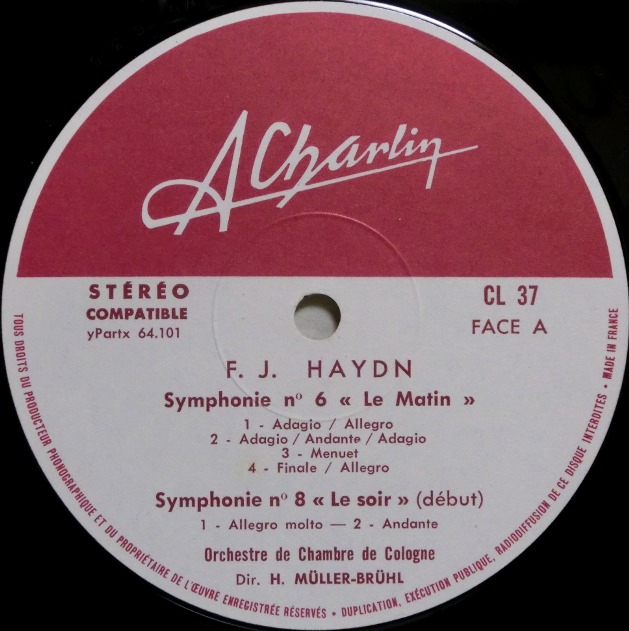 A Charlin
STÉRÉO
COMPATIBLE
yPartx 64.101
CL 37
FACE A
F. J. HAYDN
Symphonie nº 6 « Le Matin »
1 - Adagio / Allegro
2 - Adagio / Andante / Adagio
3 - Menuet
4 - Finale / Allegro
Symphonie nº 8 « Le soir » (début)
1 - Allegro molto — 2 - Andante
Orchestre de Chambre de Cologne
Dir. H. MÜLLER-BRÜHL
TOUS DROITS DU PRODUCTEUR PHONOGRAPHIQUE ET DU PROPRIÉTAIRE DE L'ŒUVRE ENREGISTRÉE RÉSERVÉS • DUPLICATION, EXÉCUTION PUBLIQUE, RADIODIFFUSION DE CE DISQUE INTERDITES • MADE IN FRANCE